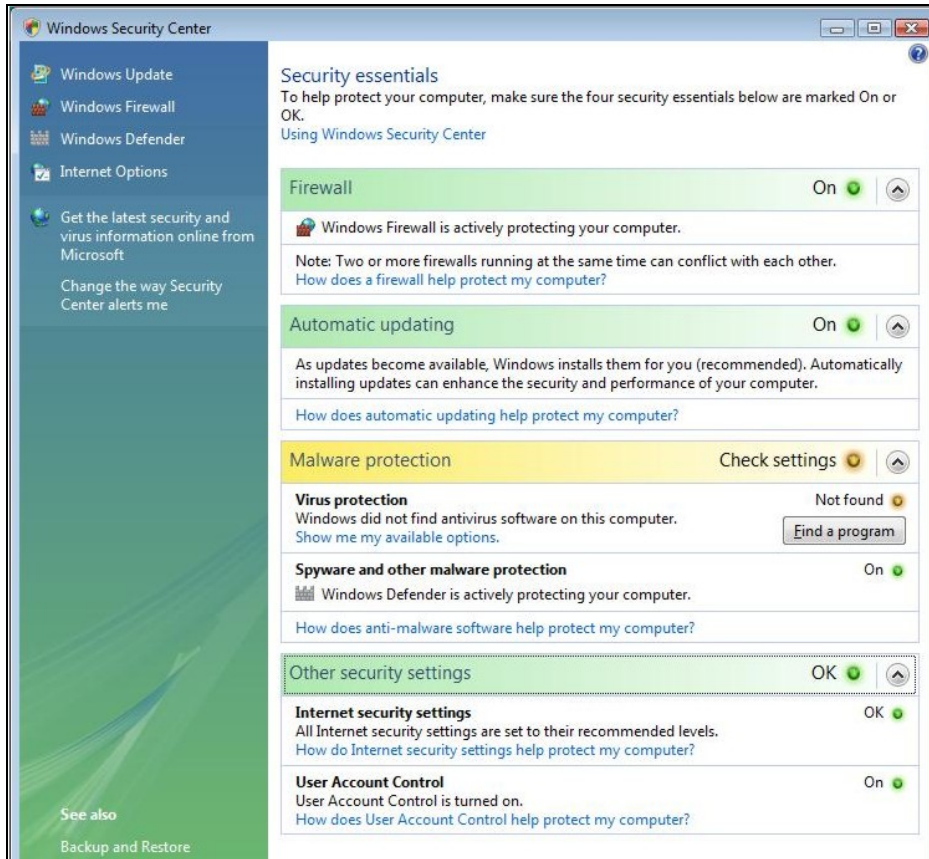 Windows Security Center
Windows Update
Windows Firewall
Windows Defender
Internet Options
Get the latest security and
virus information online from
Microsoft
Change the way Security
Center alerts me
See also
Backup and Restore
Security essentials
To help protect your computer, make sure the four security essentials below are marked On or
OK.
Using Windows Security Center
Firewall On
Windows Firewall is actively protecting your computer.
Note: Two or more firewalls running at the same time can conflict with each other.
How does a firewall help protect my computer?
Automatic updating On
As updates become available, Windows installs them for you (recommended). Automatically
installing updates can enhance the security and performance of your computer.
How does automatic updating help protect my computer?
Malware protection Check settings
Virus protection Not found
Windows did not find antivirus software on this computer.
Show me my available options.
Find a program
Spyware and other malware protection On
Windows Defender is actively protecting your computer.
How does anti-malware software help protect my computer?
Other security settings OK
Internet security settings OK
All Internet security settings are set to their recommended levels.
How do Internet security settings help protect my computer?
User Account Control On
User Account Control is turned on.
How does User Account Control help protect my computer?